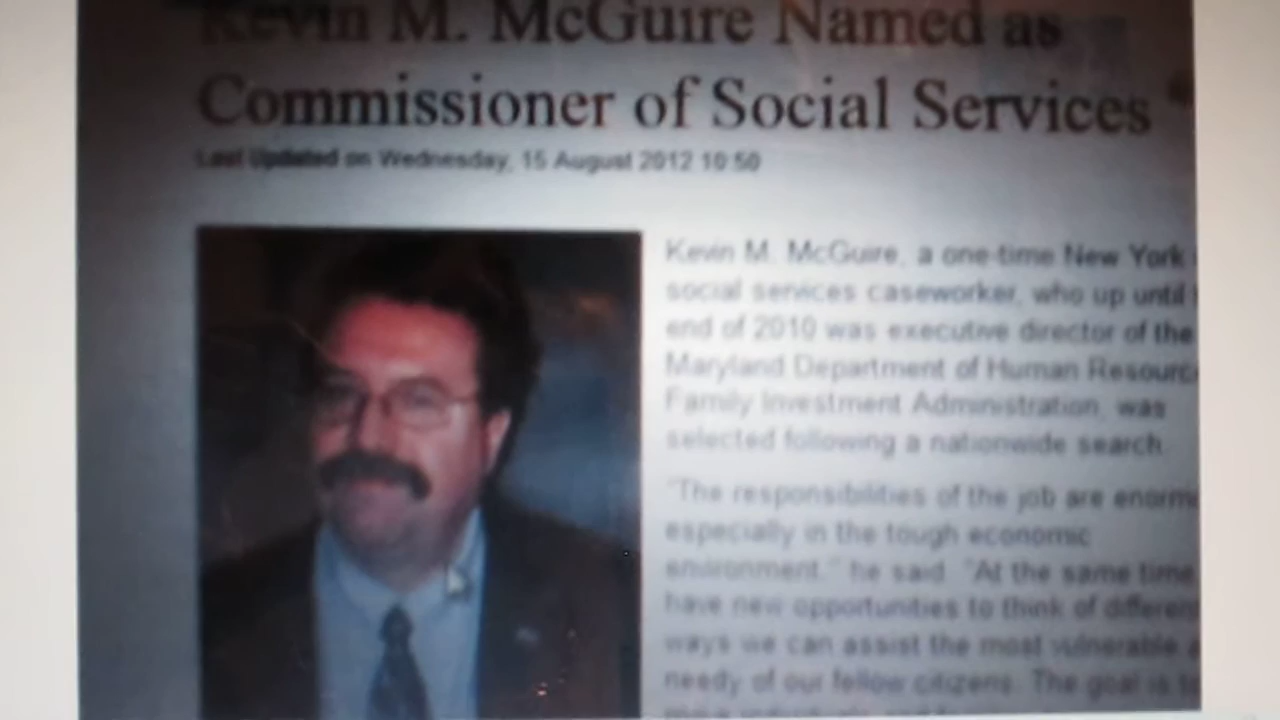 Kevin M. McGuire Named as
Commissioner of Social Services
Last Updated on Wednesday, 15 August 2012 10:50
Kevin M. McGuire, a one-time New York
social services caseworker, who up until
end of 2010 was executive director of the
Maryland Department of Human Resourc
Family Investment Administration, was
selected following a nationwide search.
"The responsibilities of the job are enorm
especially in the tough economic
environment," he said. "At the same time
have new opportunities to think of differen
ways we can assist the most vulnerable a
needy of our fellow citizens. The goal is to